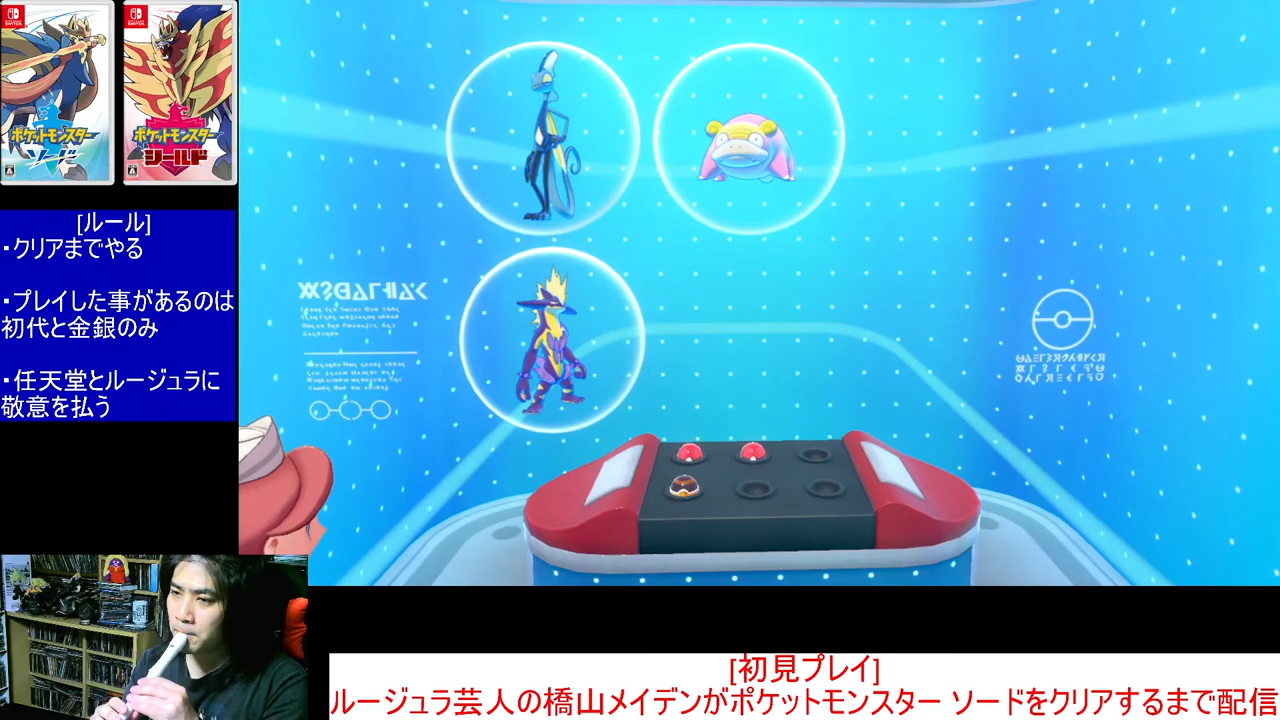 ポケットモンスター
ソード
ポケットモンスター
シールド
[ルール]
・クリアまでやる
・プレイした事があるのは
初代と金銀のみ
・任天堂とルージュラに
敬意を払う
[初見プレイ]
ルージュラ芸人の橋山メイデンがポケットモンスター ソードをクリアするまで配信